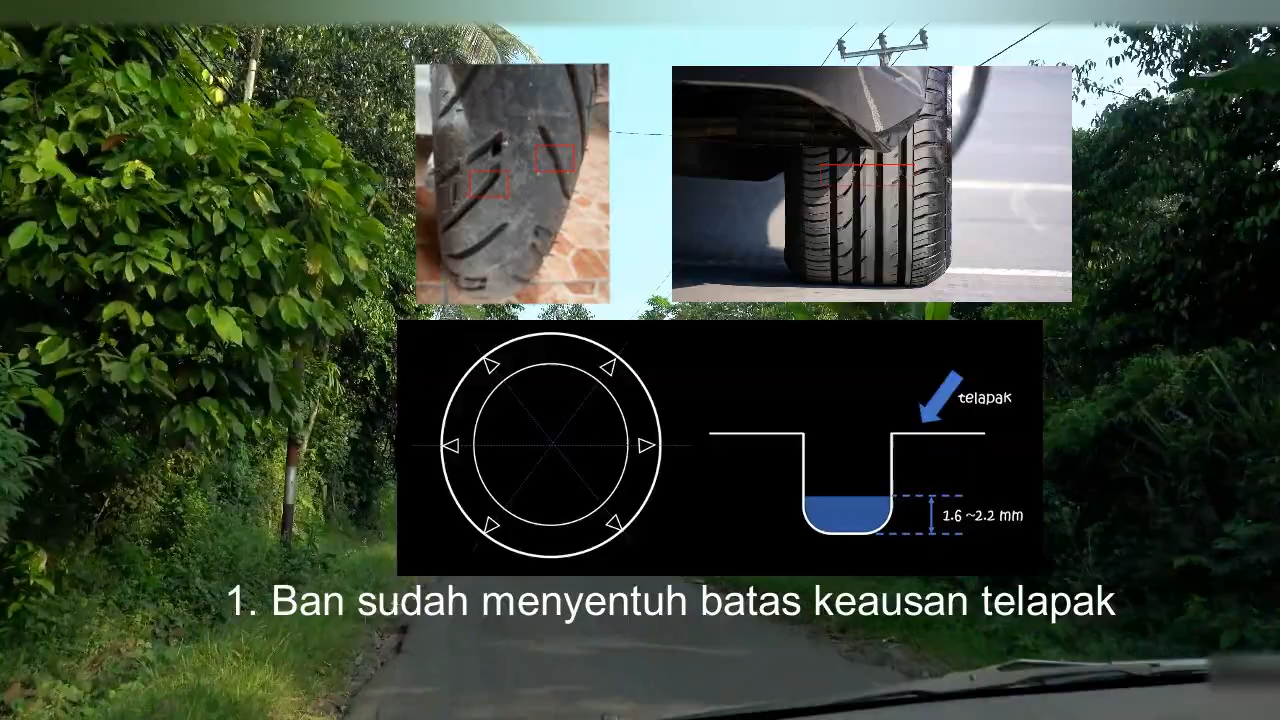 telapak
1.6 ~2.2 mm
1. Ban sudah menyentuh batas keausan telapak